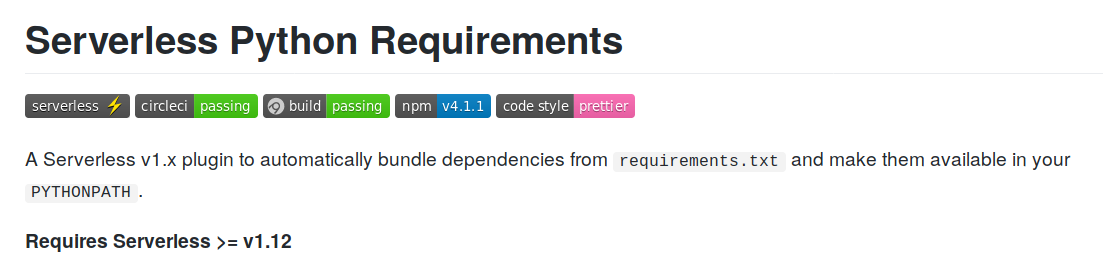 Serverless Python Requirements
serverless ⚡ circleci passing build passing npm v4.1.1 code style prettier
A Serverless v1.x plugin to automatically bundle dependencies from requirements.txt and make them available in your
PYTHONPATH .
Requires Serverless >= v1.12